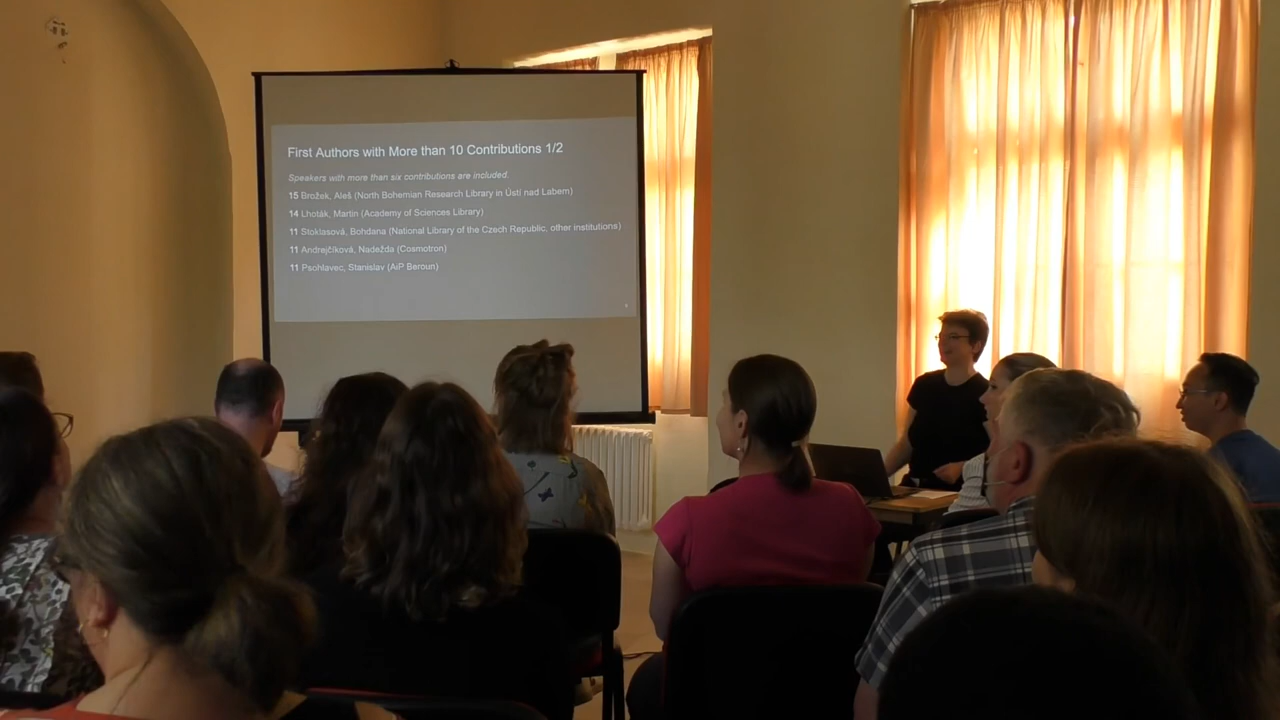 First Authors with More than 10 Contributions 1/2
Speakers with more than six contributions are included.
15 Brožek, Aleš (North Bohemian Research Library in Ústí nad Labem)
14 Lhoták, Martin (Academy of Sciences Library)
11 Stoklasová, Bohdana (National Library of the Czech Republic, other institutions)
11 Andrejčíková, Nadežda (Cosmotron)
11 Psohlavec, Stanislav (AiP Beroun)